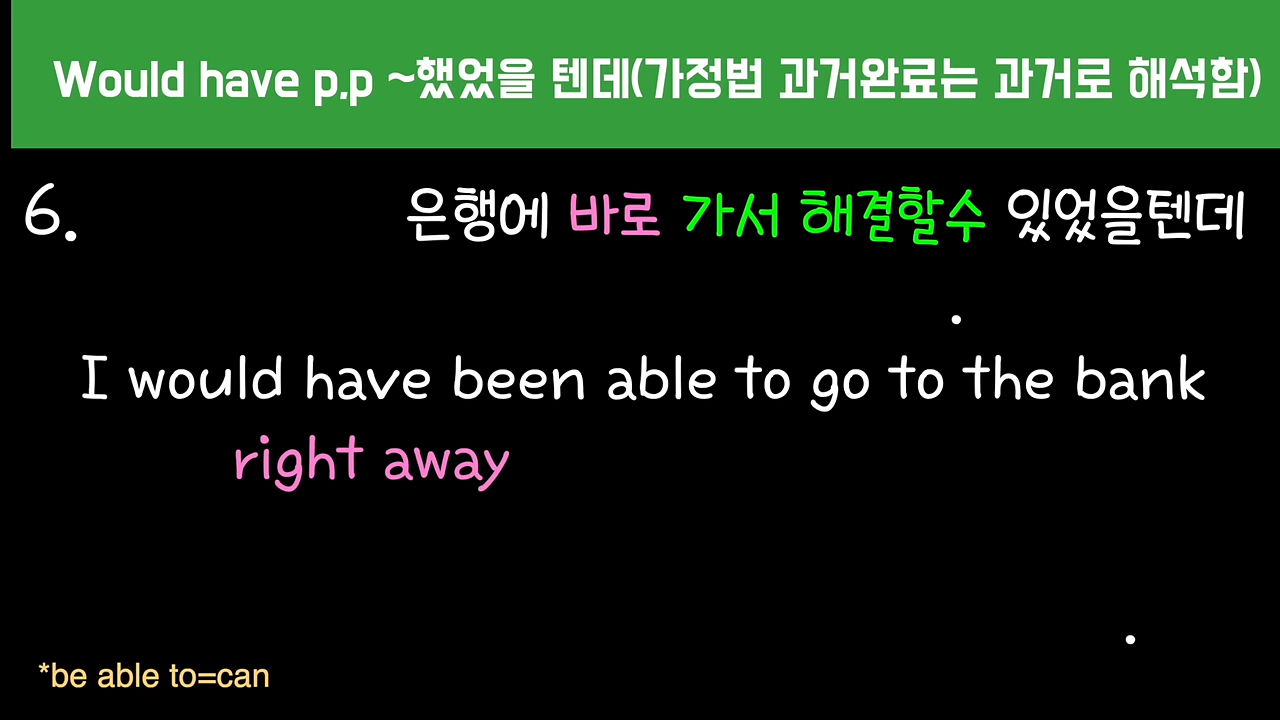 Would have p,p ~했었을 텐데(가정법 과거완료는 과거로 해석함)
6. 은행에 바로 가서 해결할수 있었을텐데
.
I would have been able to go to the bank
right away
.
*be able to=can